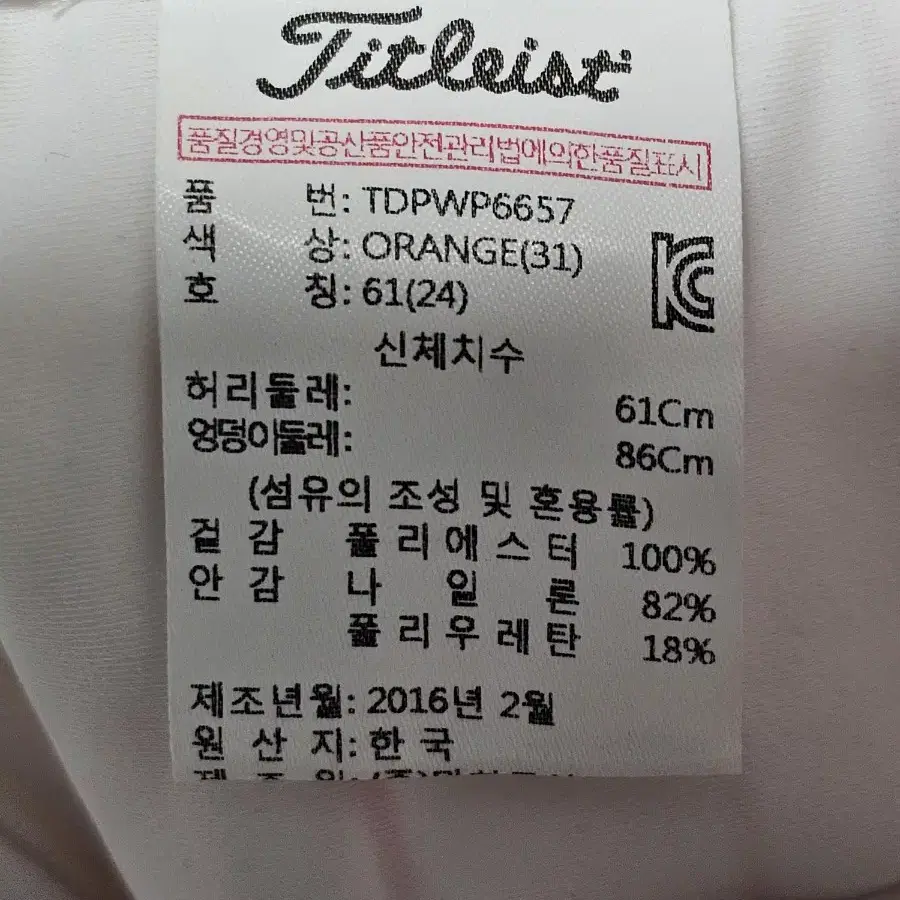 Titleist
품질경영및공산품안전관리법에의한품질표시
품 번: TDPWP6657
색 상: ORANGE(31)
호 칭: 61(24)
신체치수
허리둘레: 61Cm
엉덩이둘레: 86Cm
(섬유의 조성 및 혼용률)
겉 감 폴리에스터 100%
안 감 나 일 론 82%
폴리우레탄 18%
제조년월: 2016년 2월
원 산 지: 한 국